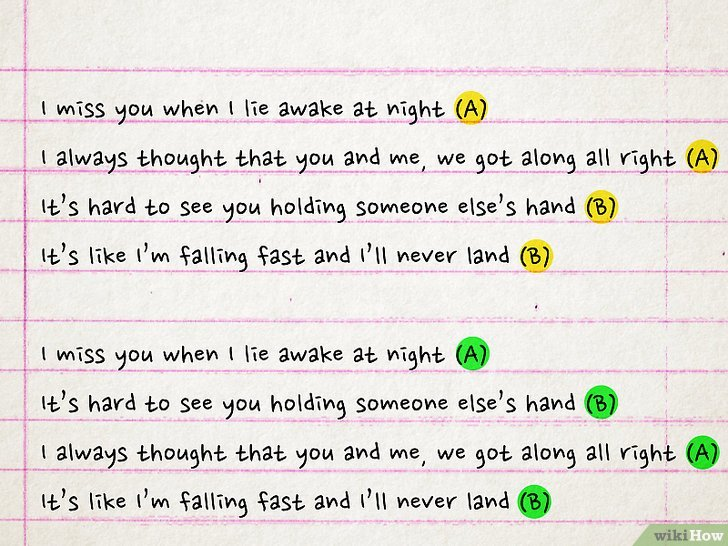 I miss you when I lie awake at night (A)
I always thought that you and me, we got along all right (A)
It's hard to see you holding someone else's hand (B)
It's like I'm falling fast and I'll never land (B)
I miss you when I lie awake at night (A)
It's hard to see you holding someone else's hand (B)
I always thought that you and me, we got along all right (A)
It's like I'm falling fast and I'll never land (B)
wikiHow